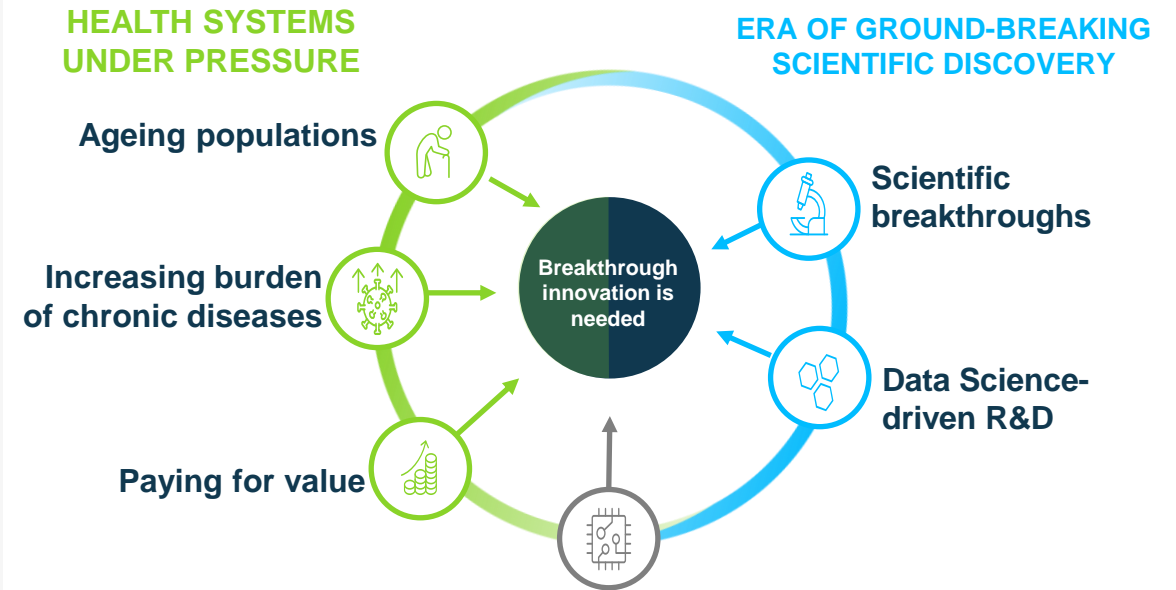 HEALTH SYSTEMS
UNDER PRESSURE
ERA OF GROUND-BREAKING
SCIENTIFIC DISCOVERY
Ageing populations
Increasing burden
of chronic diseases
Paying for value
Breakthrough
innovation is
needed
Scientific
breakthroughs
Data Science-
driven R&D